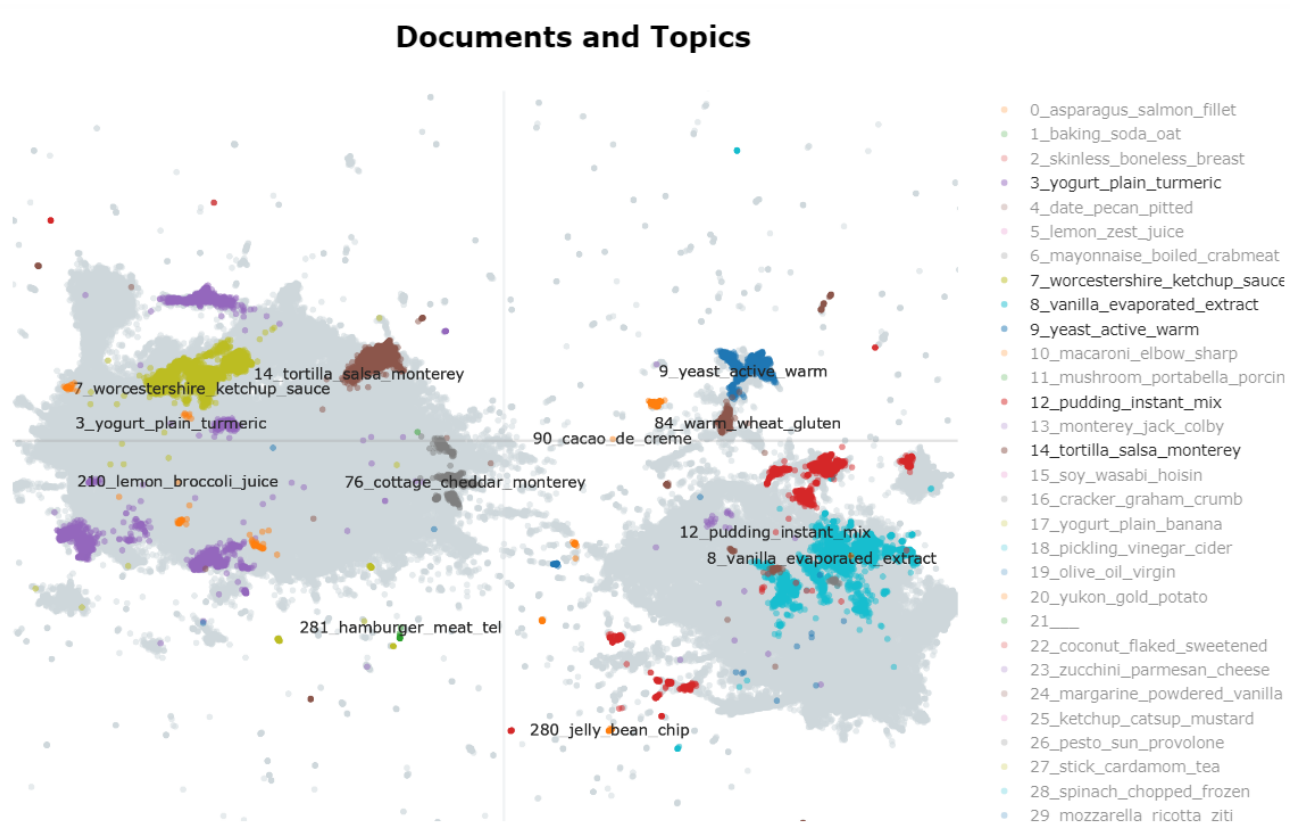 Documents and Topics
14_tortilla_salsa_monterey
7_worcestershire_ketchup_sauce
9_yeast_active_warm
3_yogurt_plain_turmeric
84_warm_wheat_gluten
90_cacao_de_creme
210_lemon_broccoli_juice
76_cottage_cheddar_monterey
12_pudding_instant_mix
8_vanilla_evaporated_extract
281_hamburger_meat_tel
280_jelly_bean_chip
0_asparagus_salmon_fillet
1_baking_soda_oat
2_skinless_boneless_breast
3_yogurt_plain_turmeric
4_date_pecan_pitted
5_lemon_zest_juice
6_mayonnaise_boiled_crabmeat
7_worcestershire_ketchup_sauce
8_vanilla_evaporated_extract
9_yeast_active_warm
10_macaroni_elbow_sharp
11_mushroom_portabella_porcin
12_pudding_instant_mix
13_monterey_jack_colby
14_tortilla_salsa_monterey
15_soy_wasabi_hoisin
16_cracker_graham_crumb
17_yogurt_plain_banana
18_pickling_vinegar_cider
19_olive_oil_virgin
20_yukon_gold_potato
21___
22_coconut_flaked_sweetened
23_zucchini_parmesan_cheese
24_margarine_powdered_vanilla
25_ketchup_catsup_mustard
26_pesto_sun_provolone
27_stick_cardamom_tea
28_spinach_chopped_frozen
29_mozzarella_ricotta_ziti